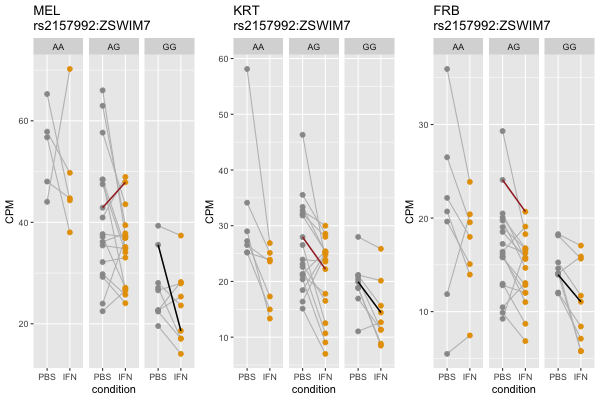 MEL
rs2157992:ZSWIM7
AA AG GG
CPM
60
40
20
PBS IFN PBS IFN PBS IFN
condition
KRT
rs2157992:ZSWIM7
AA AG GG
CPM
60
50
40
30
20
10
PBS IFN PBS IFN PBS IFN
condition
FRB
rs2157992:ZSWIM7
AA AG GG
CPM
30
20
10
PBS IFN PBS IFN PBS IFN
condition